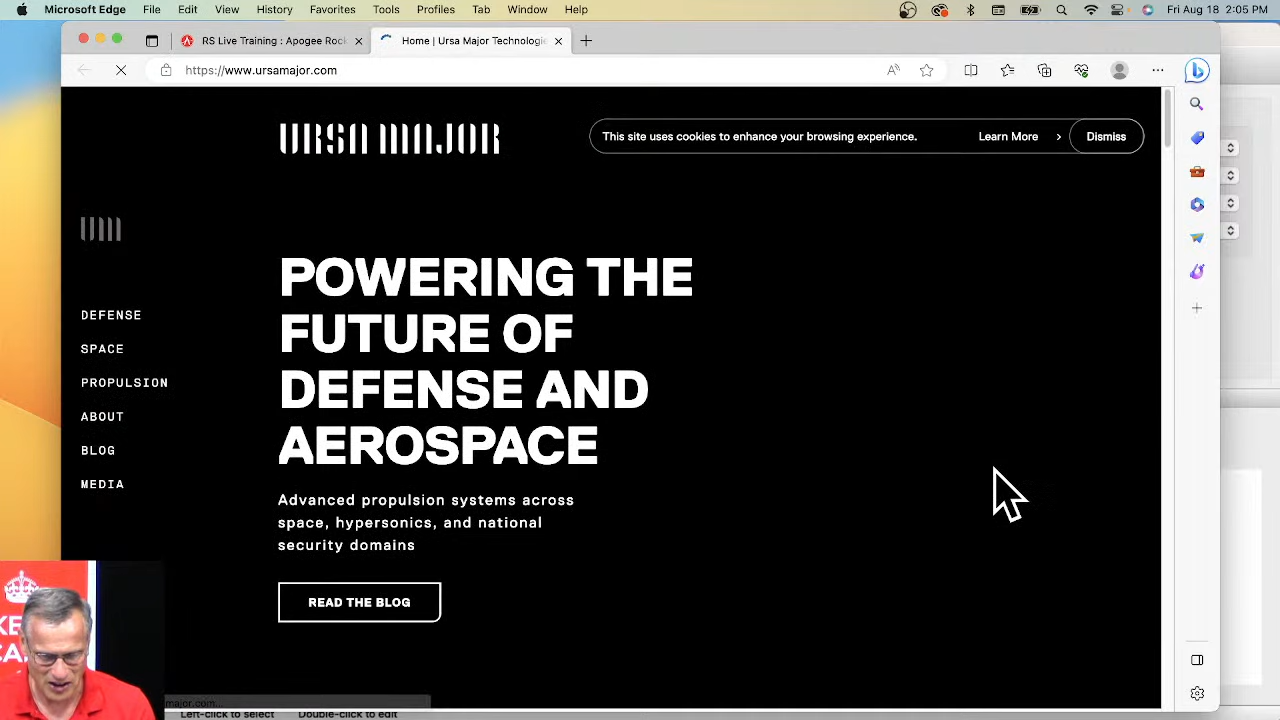 Microsoft Edge File Edit View History Favorites Tools Profiles Tab Window Help Fri Aug 18 2:05 PM
RS Live Training : Apogee Roc
Home | Ursa Major Technologie
https://www.ursamajor.com
URSA MAJOR
This site uses cookies to enhance your browsing experience. Learn More Dismiss
UM
DEFENSE
SPACE
PROPULSION
ABOUT
BLOG
MEDIA
POWERING THE
FUTURE OF
DEFENSE AND
AEROSPACE
Advanced propulsion systems across
space, hypersonics, and national
security domains
READ THE BLOG
major.com...
Left-click to select Double-click to edit